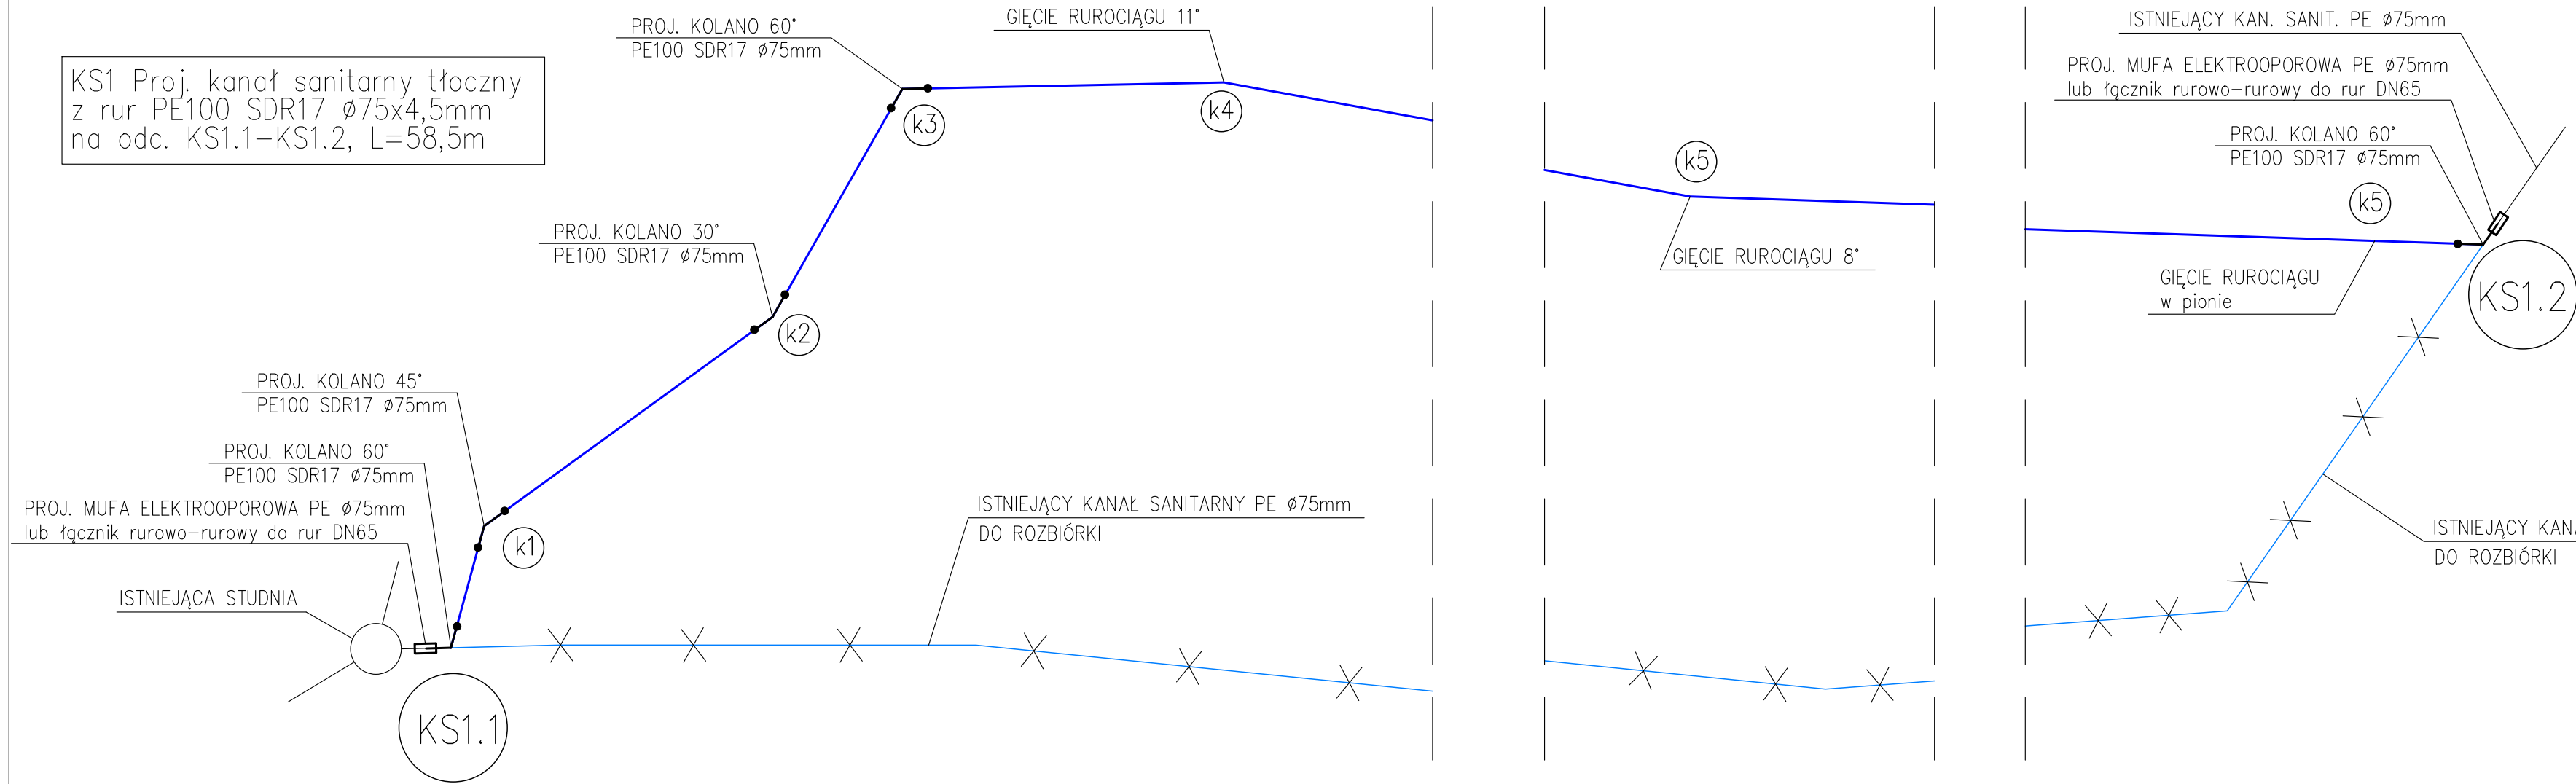 KS1 Proj. kanał sanitarny tłoczny
z rur PE100 SDR17 ø75x4,5mm
na odc. KS1.1–KS1.2, L=58,5m
PROJ. KOLANO 60°
PE100 SDR17 ø75mm
GIĘCIE RUROCIĄGU 11°
k3
k4
PROJ. KOLANO 30°
PE100 SDR17 ø75mm
k2
PROJ. KOLANO 45°
PE100 SDR17 ø75mm
PROJ. KOLANO 60°
PE100 SDR17 ø75mm
PROJ. MUFA ELEKTROOPOROWA PE ø75mm
lub łącznik rurowo–rurowy do rur DN65
k1
ISTNIEJĄCA STUDNIA
KS1.1
ISTNIEJĄCY KANAŁ SANITARNY PE ø75mm
DO ROZBIÓRKI
k5
GIĘCIE RUROCIĄGU 8°
ISTNIEJĄCY KAN. SANIT. PE ø75mm
PROJ. MUFA ELEKTROOPOROWA PE ø75mm
lub łącznik rurowo–rurowy do rur DN65
PROJ. KOLANO 60°
PE100 SDR17 ø75mm
k5
GIĘCIE RUROCIĄGU
w pionie
KS1.2
ISTNIEJĄCY
DO ROZBIÓRKI